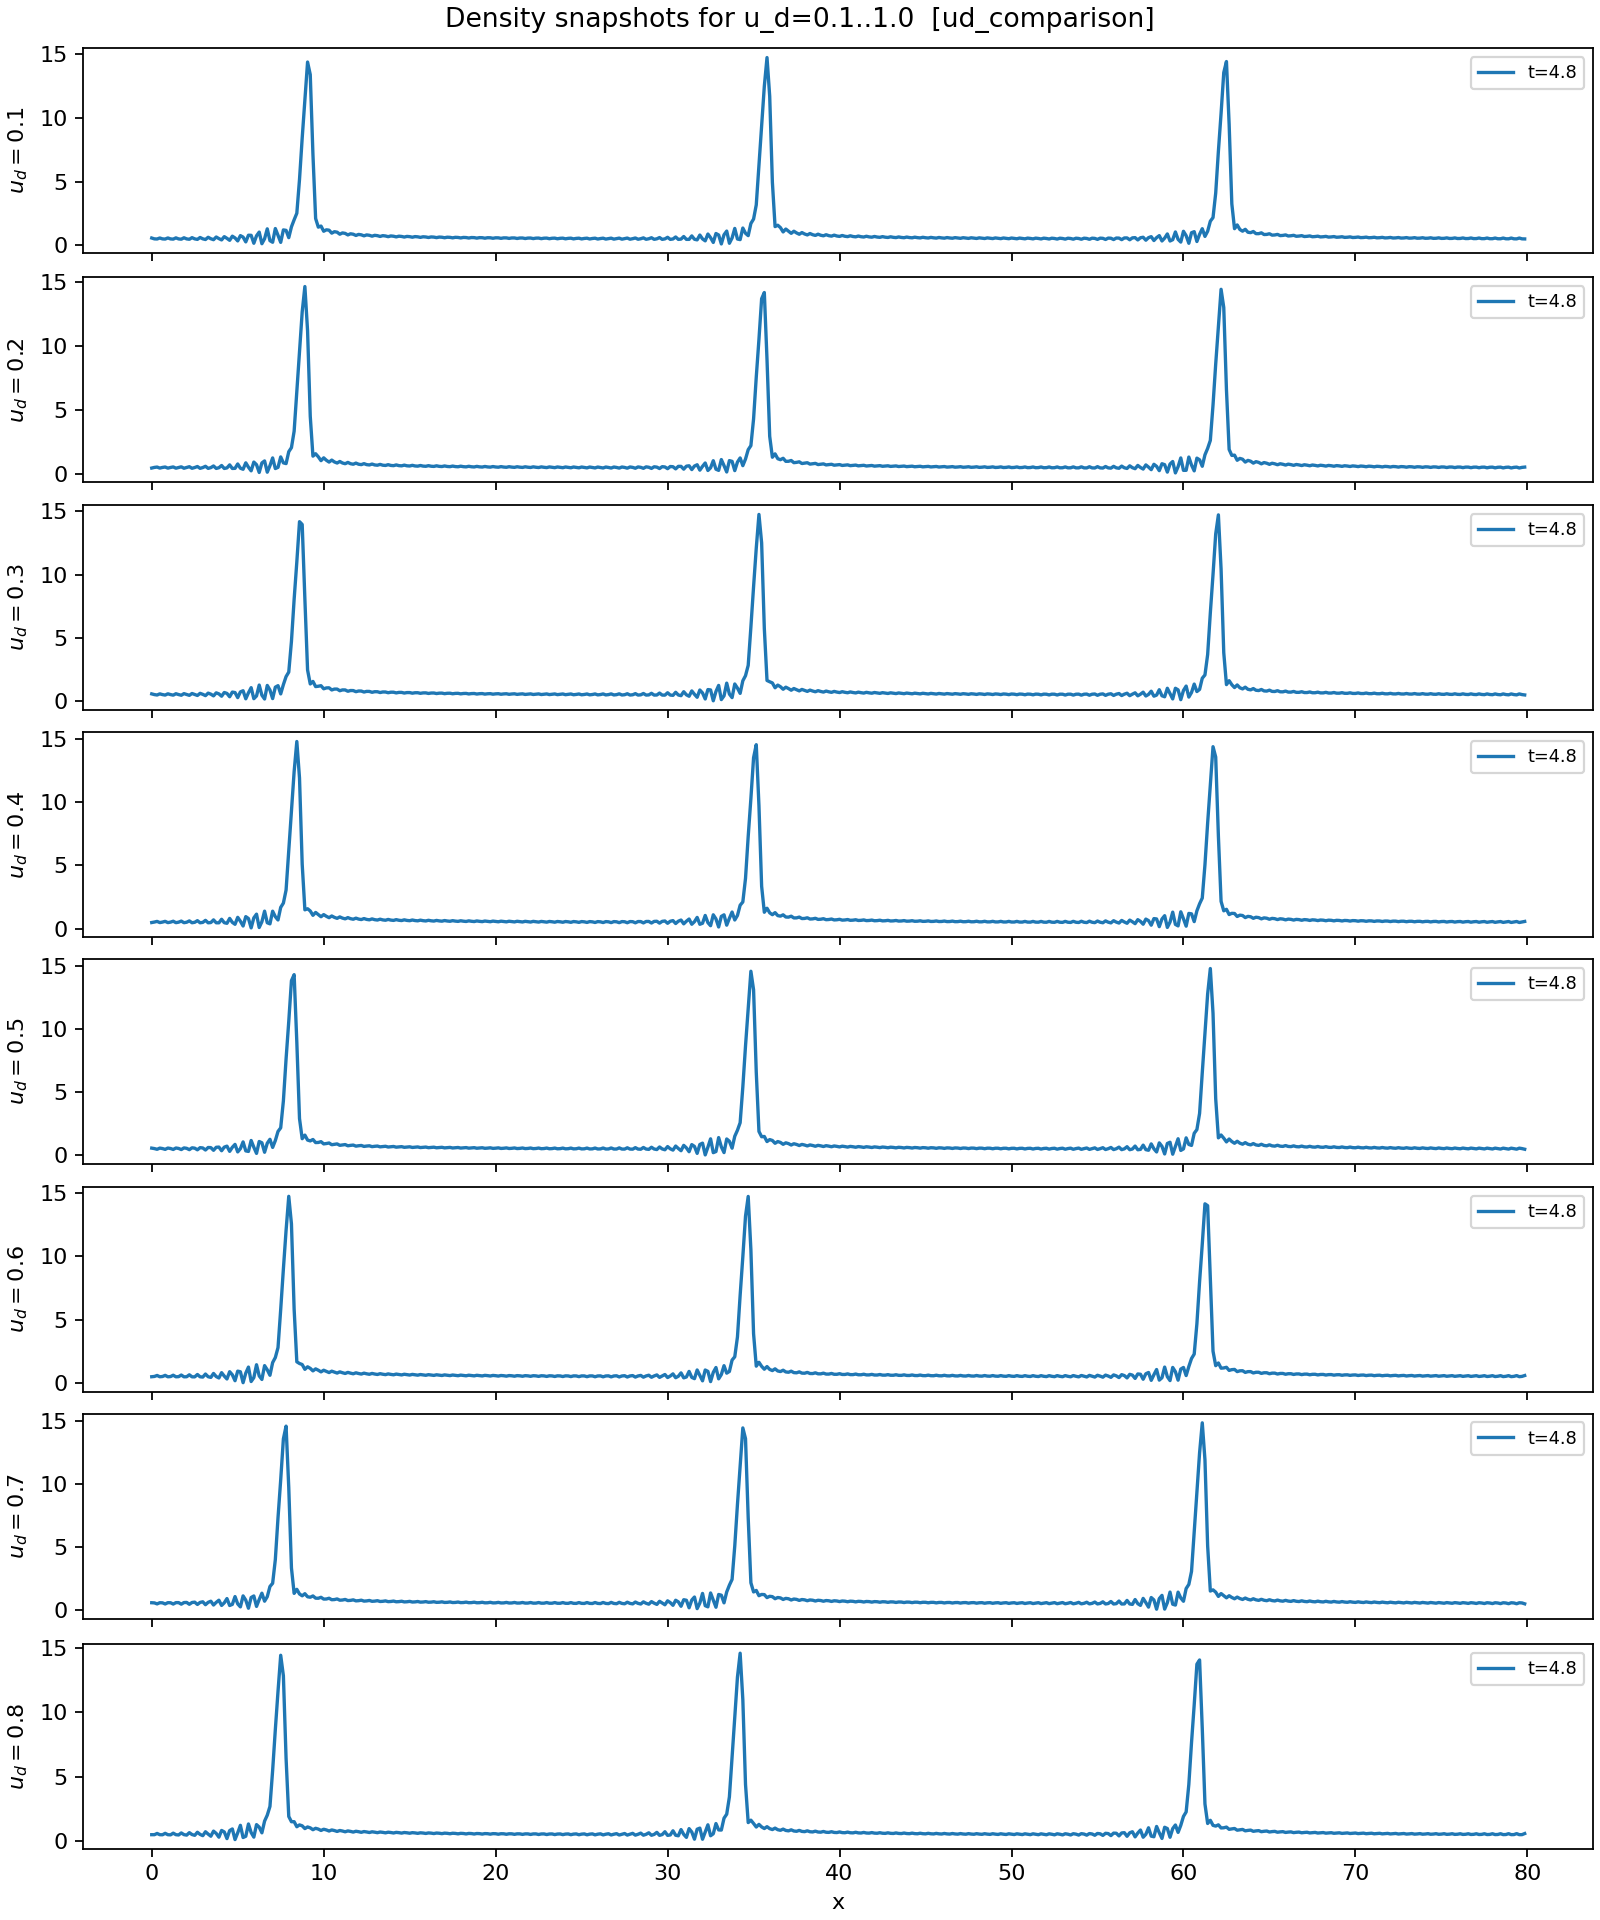 Density snapshots for u_d=0.1..1.0  [ud_comparison]
15
10
5
0
u_d = 0.1
t=4.8
15
10
5
0
u_d = 0.2
t=4.8
15
10
5
0
u_d = 0.3
t=4.8
15
10
5
0
u_d = 0.4
t=4.8
15
10
5
0
u_d = 0.5
t=4.8
15
10
5
0
u_d = 0.6
t=4.8
15
10
5
0
u_d = 0.7
t=4.8
15
10
5
0
u_d = 0.8
t=4.8
0 10 20 30 40 50 60 70 80
x